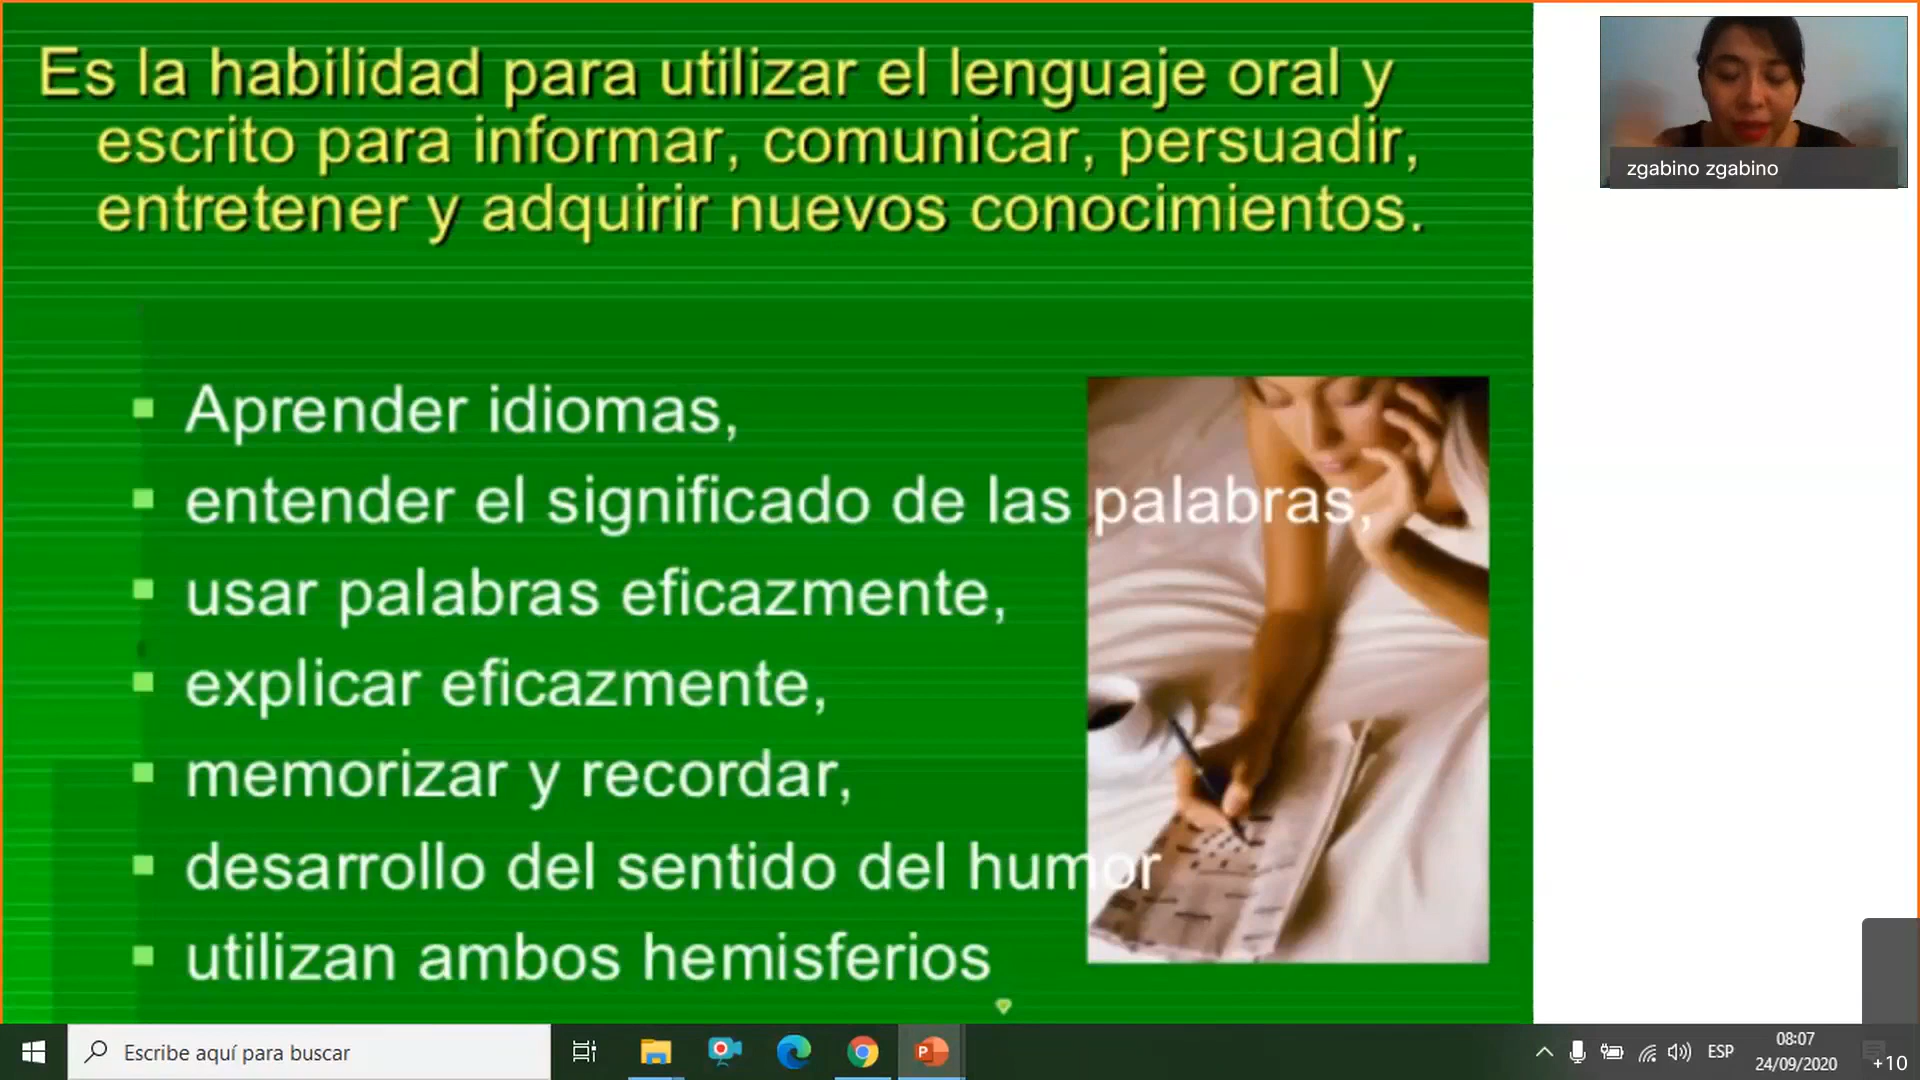 Es la habilidad para utilizar el lenguaje oral y
escrito para informar, comunicar, persuadir,
entretener y adquirir nuevos conocimientos.
Aprender idiomas,
entender el significado de las palabras,
usar palabras eficazmente,
explicar eficazmente,
memorizar y recordar,
desarrollo del sentido del humor
utilizan ambos hemisferios
zgabino zgabino
Escribe aquí para buscar
ESP
08:07
24/09/2020
+10